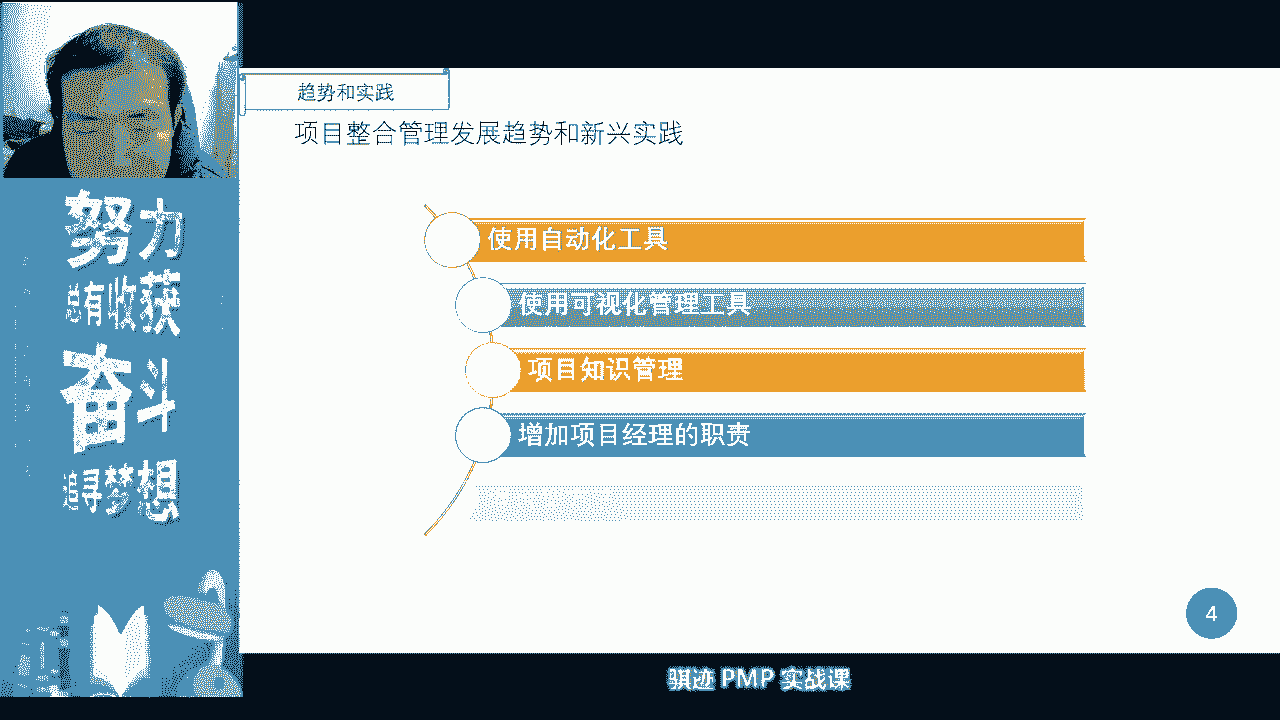 趋势和实践
项目整合管理发展趋势和新兴实践
使用自动化工具
使用可视化管理工具
项目知识管理
增加项目经理的职责
努力
总有收获
奋斗
追寻梦想
4
骐迹 PMP 实战课